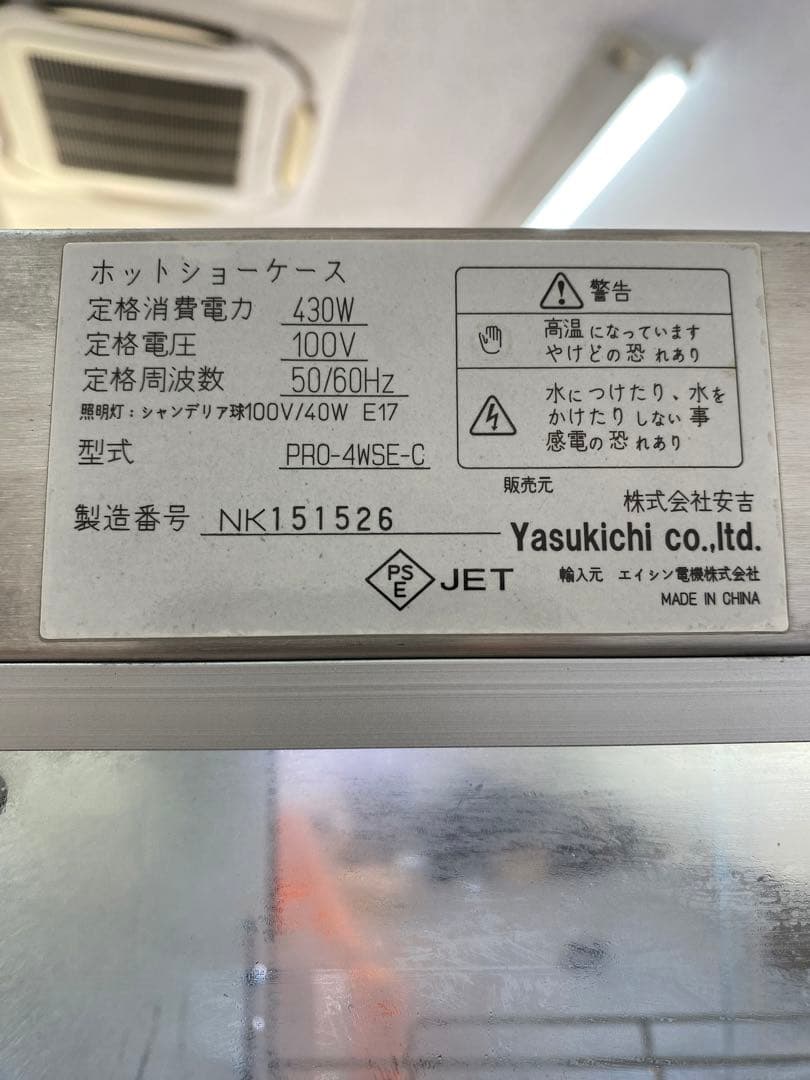 ホットショーケース
定格消費電力 430W
定格電圧 100V
定格周波数 50/60Hz
照明灯：シャンデリア球100V/40W E17
型式 PRO-4WSE-C
製造番号 NK151526
警告
高温になっています
やけどの恐れあり
水につけたり、水を
かけたりしない事
感電の恐れあり
販売元
株式会社安吉
Yasukichi co.,ltd.
PSE JET
輸入元 エイシン電機株式会社
MADE IN CHINA